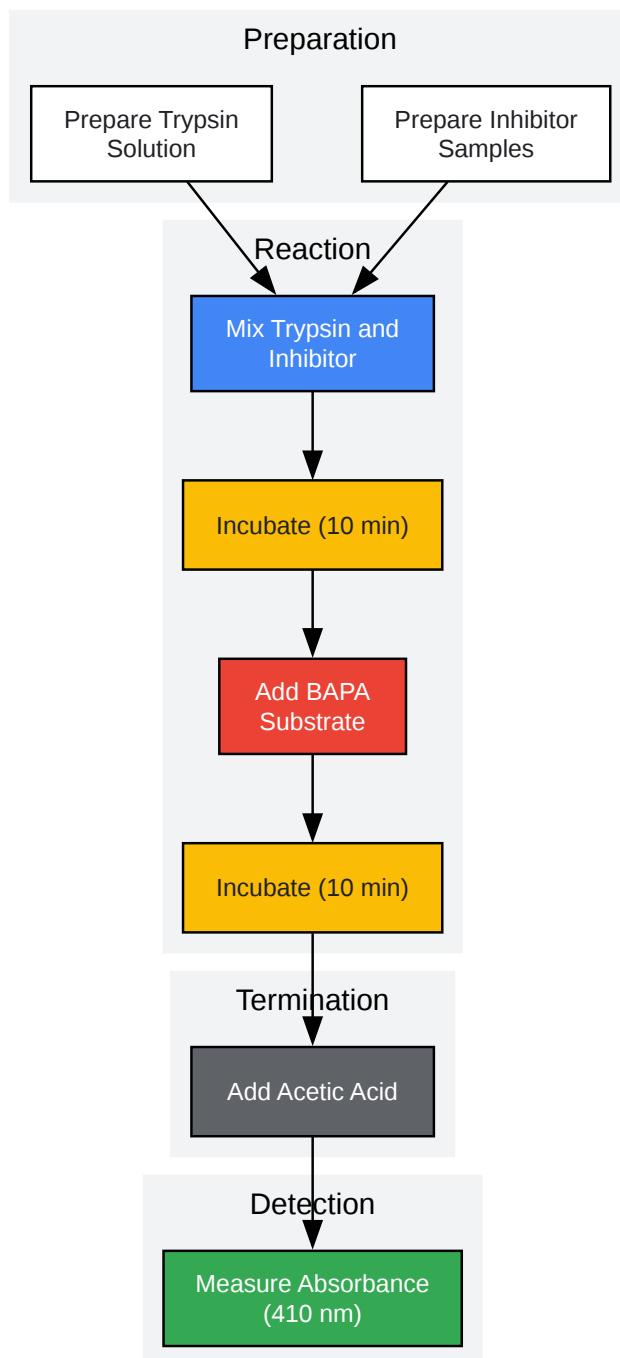 Preparation
Prepare Trypsin
Solution
Prepare Inhibitor
Samples
Reaction
Mix Trypsin and
Inhibitor
Incubate (10 min)
Add BAPA
Substrate
Incubate (10 min)
Termination
Add Acetic Acid
Detection
Measure Absorbance
(410 nm)